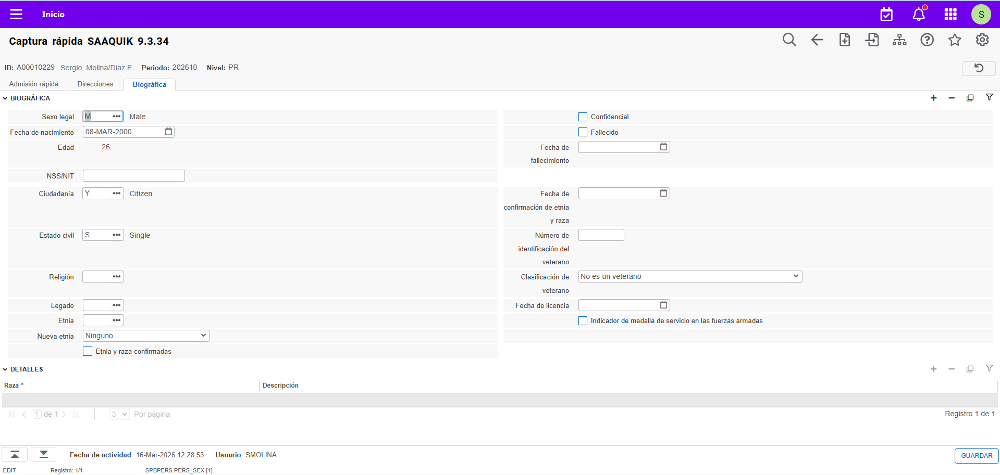 Inicio
S
Captura rápida SAAQUIK 9.3.34
ID: A00010229 Sergio, Molina/Diaz E. Periodo: 202610 Nivel: PR
Admisión rápida Direcciones Biográfica
BIOGRÁFICA
Sexo legal M ••• Male
Confidencial
Fecha de nacimiento 08-MAR-2000
Fallecido
Edad 26
Fecha de
fallecimiento
NSS/NIT
Ciudadanía Y ••• Citizen
Fecha de
confirmación de etnia
y raza
Estado civil S ••• Single
Número de
identificación del
veterano
Religión •••
Clasificación de
veterano
No es un veterano
Legado •••
Fecha de licencia
Etnia •••
Indicador de medalla de servicio en las fuerzas armadas
Nueva etnia Ninguno
Etnia y raza confirmadas
DETALLES
Raza * Descripción
1 de 1 3 Por página Registro 1 de 1
Fecha de actividad 16-Mar-2026 12:28:53 Usuario SMOLINA
GUARDAR
EDIT Registro: 1/1 SPBPERS.PERS_SEX [1]